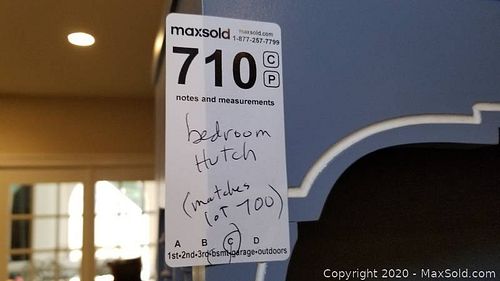 maxsold maxsold.com
1-877-257-7799
710 C
P
notes and measurements
bedroom
Hutch
(matches
lot 700)
A B C D
1st•2nd•3rd•bsmt•garage•outdoors
Copyright 2020 - MaxSold.com